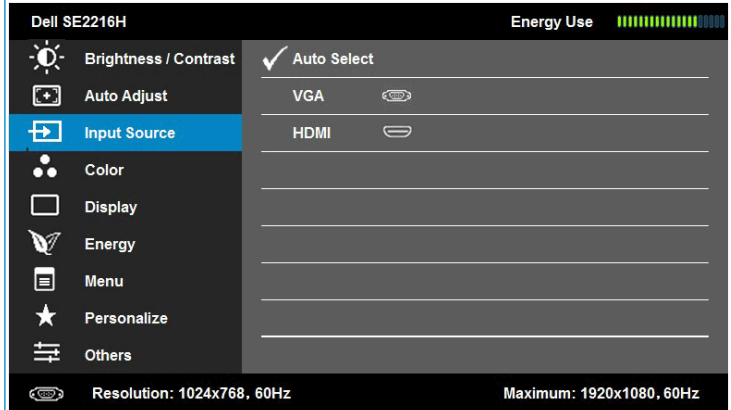 Dell SE2216H Energy Use
Brightness / Contrast Auto Select
Auto Adjust VGA
Input Source HDMI
Color
Display
Energy
Menu
Personalize
Others
Resolution: 1024x768, 60Hz Maximum: 1920x1080, 60Hz